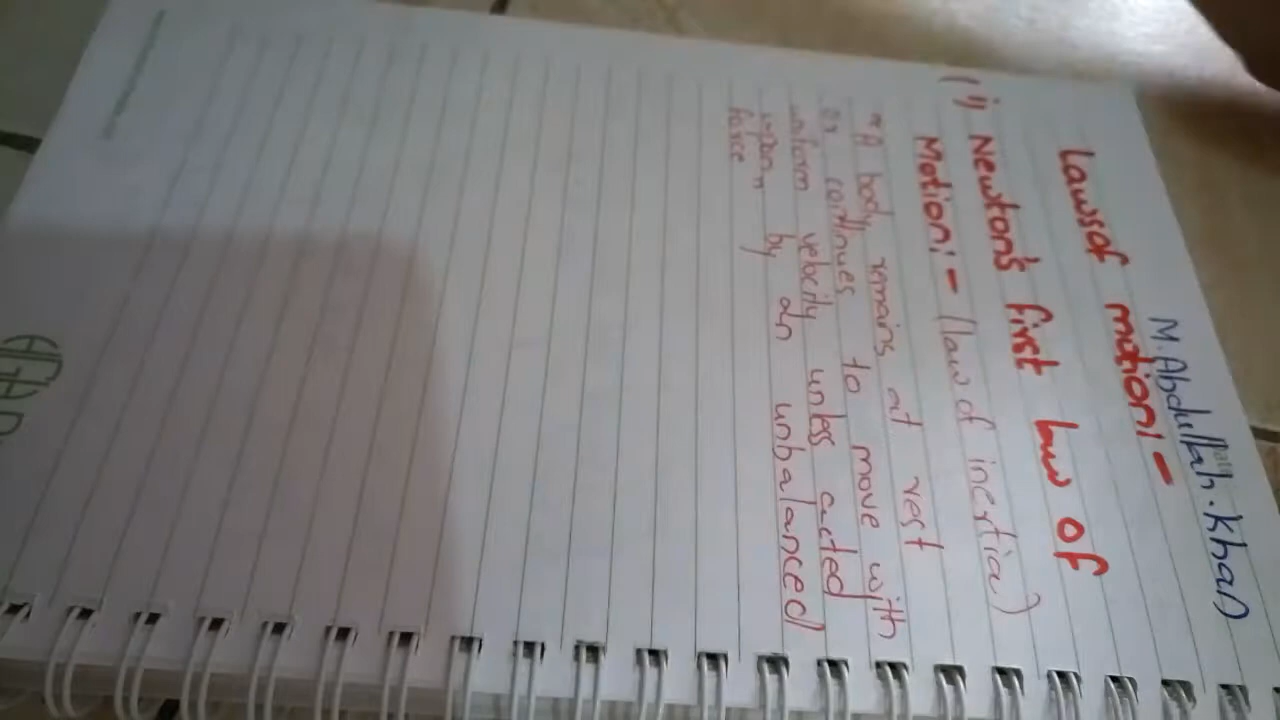 M.Abdullah.Khan
Laws of motion:-
(i) Newton's first law of
Motion:- (law of inertia)
"A body remains at rest
or continues to move with
uniform velocity unless acted
upon by an unbalanced
force